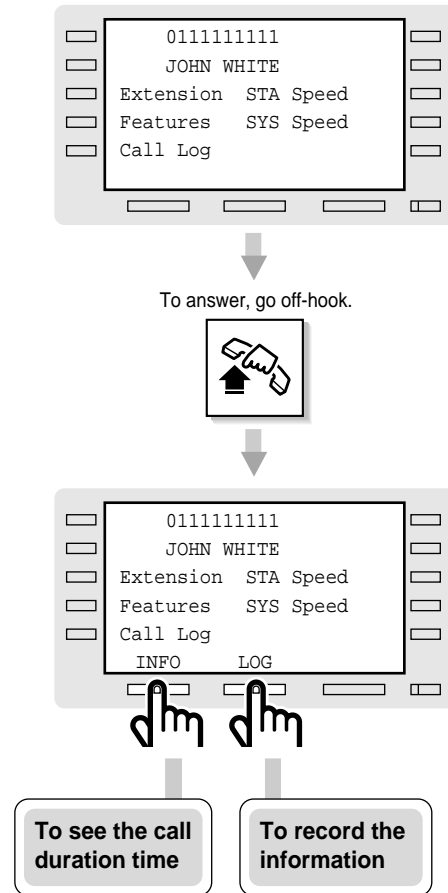 0111111111
JOHN WHITE
Extension STA Speed
Features SYS Speed
Call Log
To answer, go off-hook.
0111111111
JOHN WHITE
Extension STA Speed
Features SYS Speed
Call Log
INFO LOG
To see the call
duration time
To record the
information